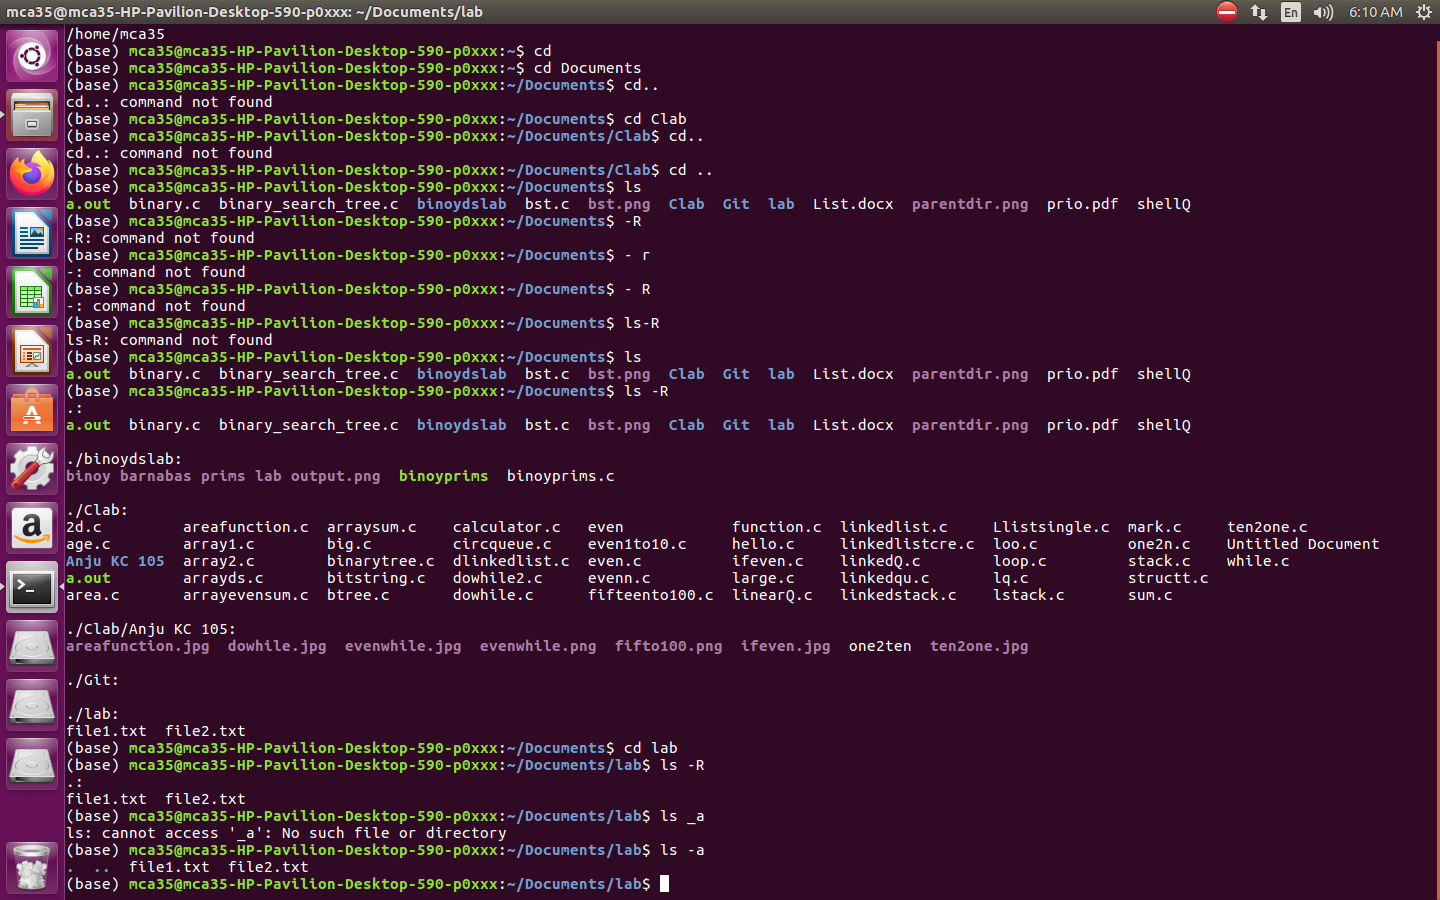 mca35@mca35-HP-Pavilion-Desktop-590-p0xxx: ~/Documents/lab
En
6:10 AM
/home/mca35
(base) mca35@mca35-HP-Pavilion-Desktop-590-p0xxx:~$ cd
(base) mca35@mca35-HP-Pavilion-Desktop-590-p0xxx:~$ cd Documents
(base) mca35@mca35-HP-Pavilion-Desktop-590-p0xxx:~/Documents$ cd..
cd..: command not found
(base) mca35@mca35-HP-Pavilion-Desktop-590-p0xxx:~/Documents$ cd Clab
(base) mca35@mca35-HP-Pavilion-Desktop-590-p0xxx:~/Documents/Clab$ cd..
cd..: command not found
(base) mca35@mca35-HP-Pavilion-Desktop-590-p0xxx:~/Documents/Clab$ cd ..
(base) mca35@mca35-HP-Pavilion-Desktop-590-p0xxx:~/Documents$ ls
a.out  binary.c  binary_search_tree.c  binoydslab  bst.c  bst.png  Clab  Git  lab  List.docx  parentdir.png  prio.pdf  shellQ
(base) mca35@mca35-HP-Pavilion-Desktop-590-p0xxx:~/Documents$ -R
-R: command not found
(base) mca35@mca35-HP-Pavilion-Desktop-590-p0xxx:~/Documents$ - r
-: command not found
(base) mca35@mca35-HP-Pavilion-Desktop-590-p0xxx:~/Documents$ - R
-: command not found
(base) mca35@mca35-HP-Pavilion-Desktop-590-p0xxx:~/Documents$ ls-R
ls-R: command not found
(base) mca35@mca35-HP-Pavilion-Desktop-590-p0xxx:~/Documents$ ls
a.out  binary.c  binary_search_tree.c  binoydslab  bst.c  bst.png  Clab  Git  lab  List.docx  parentdir.png  prio.pdf  shellQ
(base) mca35@mca35-HP-Pavilion-Desktop-590-p0xxx:~/Documents$ ls -R
.:
a.out  binary.c  binary_search_tree.c  binoydslab  bst.c  bst.png  Clab  Git  lab  List.docx  parentdir.png  prio.pdf  shellQ
./binoydslab:
binoy barnabas prims lab output.png  binoyprims  binoyprims.c
./Clab:
2d.c  areafunction.c  arraysum.c  calculator.c  even  function.c  linkedlist.c  Llistsingle.c  mark.c  ten2one.c
age.c  array1.c  big.c  circqueue.c  even1to10.c  hello.c  linkedlistcre.c  loo.c  one2n.c  Untitled Document
Anju KC 105  array2.c  binarytree.c  dlinkedlist.c  even.c  ifeven.c  linkedQ.c  loop.c  stack.c  while.c
a.out  arrayds.c  bitstring.c  dowhile2.c  evenn.c  large.c  linkedqu.c  lq.c  structt.c
area.c  arrayevensum.c  btree.c  dowhile.c  fifteento100.c  linearQ.c  linkedstack.c  lstack.c  sum.c
./Clab/Anju KC 105:
areafunction.jpg  dowhile.jpg  evenwhile.jpg  evenwhile.png  fifto100.png  ifeven.jpg  one2ten  ten2one.jpg
./Git:
./lab:
file1.txt  file2.txt
(base) mca35@mca35-HP-Pavilion-Desktop-590-p0xxx:~/Documents$ cd lab
(base) mca35@mca35-HP-Pavilion-Desktop-590-p0xxx:~/Documents/lab$ ls -R
.:
file1.txt  file2.txt
(base) mca35@mca35-HP-Pavilion-Desktop-590-p0xxx:~/Documents/lab$ ls _a
ls: cannot access '_a': No such file or directory
(base) mca35@mca35-HP-Pavilion-Desktop-590-p0xxx:~/Documents/lab$ ls -a
.  ..  file1.txt  file2.txt
(base) mca35@mca35-HP-Pavilion-Desktop-590-p0xxx:~/Documents/lab$